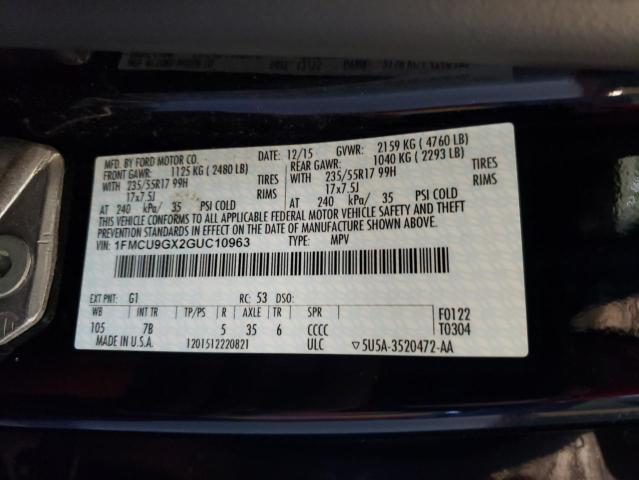 MFD. BY FORD MOTOR CO.
DATE: 12/15 GVWR: 2159 KG ( 4760 LB)
FRONT GAWR: 1125 KG ( 2480 LB)
REAR GAWR: 1040 KG ( 2293 LB)
WITH 235/55R17 99H TIRES
WITH 235/55R17 99H TIRES
17x7.5J RIMS
17x7.5J RIMS
AT 240 kPa/ 35 PSI COLD
AT 240 kPa/ 35 PSI COLD
THIS VEHICLE CONFORMS TO ALL APPLICABLE FEDERAL MOTOR VEHICLE SAFETY AND THEFT
PREVENTION STANDARDS IN EFFECT ON THE DATE OF MANUFACTURE SHOWN ABOVE.
VIN: 1FMCU9GX2GUC10963 TYPE: MPV
EXT PNT: G1 RC: 53 DSO:
WB INT TR TP/PS R AXLE TR SPR
F0122
105 7B 5 35 6 CCCC
T0304
MADE IN U.S.A. 1201512220821 ULC ▽5U5A-3520472-AA